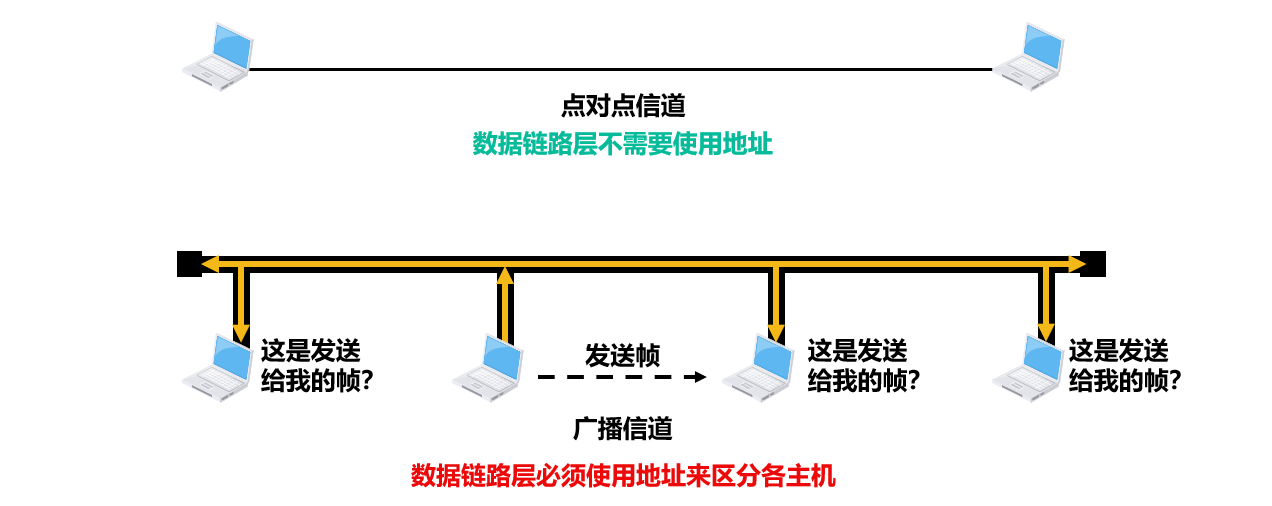 点对点信道
数据链路层不需要使用地址
这是发送
给我的帧?
发送帧
这是发送
给我的帧?
这是发送
给我的帧?
广播信道
数据链路层必须使用地址来区分各主机